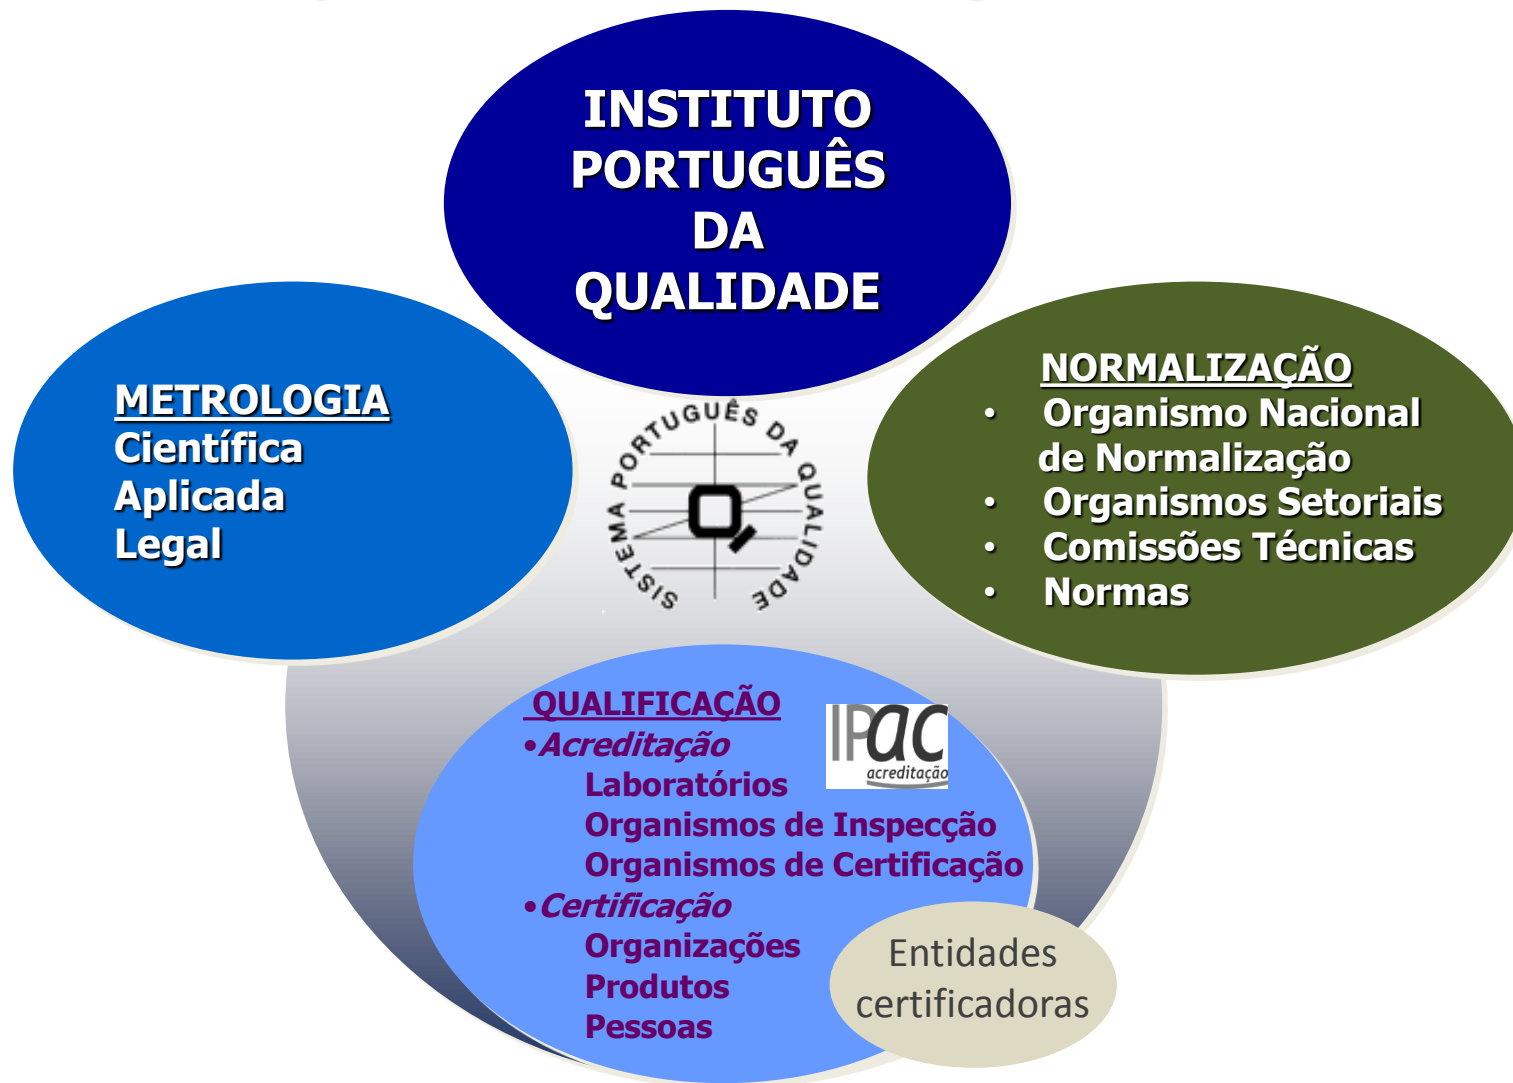 INSTITUTO
PORTUGUÊS
DA
QUALIDADE
METROLOGIA
Científica
Aplicada
Legal
SISTEMA PORTUGUÊS DA QUALIDADE
Q
NORMALIZAÇÃO
• Organismo Nacional
de Normalização
• Organismos Setoriais
• Comissões Técnicas
• Normas
QUALIFICAÇÃO
•Acreditação
Laboratórios
Organismos de Inspecção
Organismos de Certificação
•Certificação
Organizações
Produtos
Pessoas
IPac
acreditação
Entidades
certificadoras